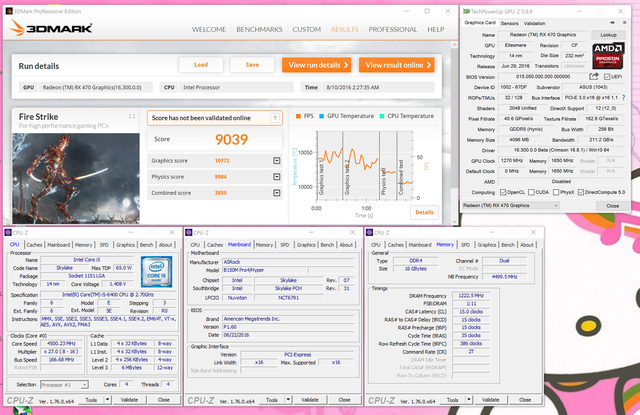 3DMark Professional Edition
3DMARK
WELCOME BENCHMARKS CUSTOM RESULTS PROFESSIONAL HELP
Run details
Load Save View run details View result online
GPU AMD Radeon (TM) RX 470 Graphics(16.300.0.0) CPU Intel Processor Time 8/10/2016 2:27:35 AM
Fire Strike 1.1
For high performance gaming PCs
Score has not been validated online ?
Score 9039
Graphics score 10772
Physics score 9984
Combined score 3850
FPS GPU Temperature CPU Temperature
Temperature [°C]
10050
10000
Graphics test 1
Graphics test 2
Physics test
Combined test
50
0
FPS
0:00 1:00
Time [s]
Details
TechPowerUp GPU-Z 0.8.9
Graphics Card Sensors Validation
Name Radeon (TM) RX 470 Graphics Lookup
GPU Ellesmere Revision CF
Technology 14 nm Die Size 232 mm²
Release Date Jun 29, 2016 Transistors Unknown
BIOS Version 015.050.000.000.000000 UEFI
Device ID 1002 - 67DF Subvendor ASUS (1043)
ROPs/TMUs 32 / 128 Bus Interface PCIe 3.0 x16 @ x16 1.1 ?
Shaders 2048 Unified DirectX Support 12 (12_0)
Pixel Fillrate 40.6 GPixel/s Texture Fillrate 162.6 GTexel/s
Memory Type GDDR5 (Hynix) Bus Width 256 Bit
Memory Size 4096 MB Bandwidth 211.2 GB/s
Driver Version 16.300.0.0 Beta (Crimson 16.8.1) / Win10 64
GPU Clock 1270 MHz Memory 1650 MHz Shader N/A
Default Clock 0 MHz Memory 1650 MHz Shader N/A
AMD CrossFire Disabled
Computing OpenCL CUDA PhysX DirectCompute 5.0
Radeon (TM) RX 470 Graphics Close
AMD
RADEON
GRAPHICS
CPU-Z
CPU Caches Mainboard Memory SPD Graphics Bench About
Processor
Name Intel Core i5
Code Name Skylake Max TDP 65.0 W
Package Socket 1151 LGA
Technology 14 nm Core Voltage 1.408 V
Specification Intel(R) Core(TM) i5-6400 CPU @ 2.70GHz
Family 6 Model E Stepping 3
Ext. Family 6 Ext. Model 5E Revision R0
Instructions MMX, SSE, SSE2, SSE3, SSSE3, SSE4.1, SSE4.2, EM64T, VT-x, AES, AVX, AVX2, FMA3
Clocks (Core #0) Cache
Core Speed 4500.23 MHz L1 Data 4 x 32 KBytes 8-way
Multiplier x 27.0 ( 8 - 16 ) L1 Inst. 4 x 32 KBytes 8-way
Bus Speed 166.68 MHz Level 2 4 x 256 KBytes 4-way
Rated FSB Level 3 6 MBytes 12-way
Selection Processor #1 Cores 4 Threads 4
CPU-Z Ver. 1.76.0.x64 Tools Validate Close
CPU-Z
CPU Caches Mainboard Memory SPD Graphics Bench About
Motherboard
Manufacturer ASRock
Model B150M Pro4/Hyper
Chipset Intel Skylake Rev. 07
Southbridge Intel Skylake PCH Rev. 31
LPCIO Nuvoton NCT6791
BIOS
Brand American Megatrends Inc.
Version P1.60
Date 06/22/2016
Graphic Interface
Version PCI-Express
Link Width x16 Max. Supported x16
Side Band Addressing
CPU-Z Ver. 1.76.0.x64 Tools Validate Close
CPU-Z
CPU Caches Mainboard Memory SPD Graphics Bench About
General
Type DDR4 Channel # Dual
Size 16 GBytes DC Mode
NB Frequency 4499.5 MHz
Timings
DRAM Frequency 1222.5 MHz
FSB:DRAM 1:11
CAS# Latency (CL) 15.0 clocks
RAS# to CAS# Delay (tRCD) 15 clocks
RAS# Precharge (tRP) 15 clocks
Cycle Time (tRAS) 35 clocks
Row Refresh Cycle Time (tRFC) 386 clocks
Command Rate (CR) 2T
DRAM Idle Timer
Total CAS# (tRDRAM)
Row To Column (tRCD)
CPU-Z Ver. 1.76.0.x64 Tools Validate Close